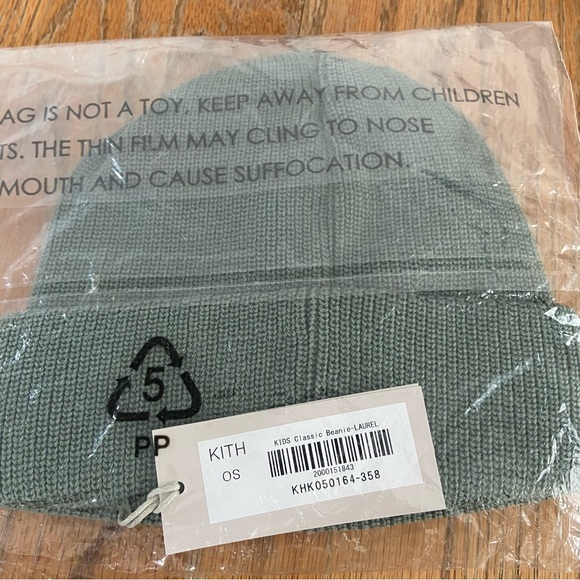 AG IS NOT A TOY, KEEP AWAY FROM CHILDREN
TS. THE THIN FILM MAY CLING TO NOSE
MOUTH AND CAUSE SUFFOCATION.
5
PP
KITH
OS
KIDS Classic Beanie-LAUREL
2000151843
KHK050164-358